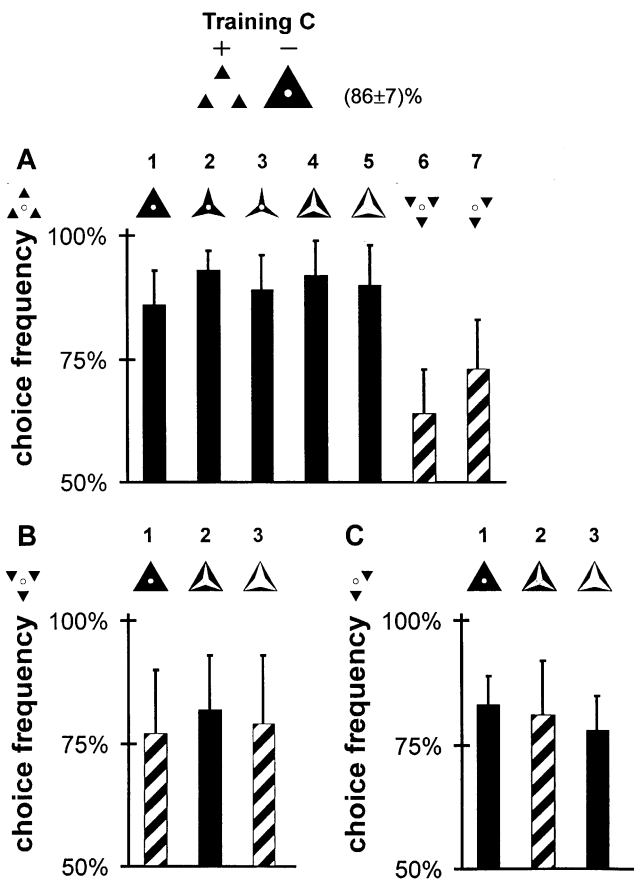 Training C
+ −
(86±7)%
A 1 2 3 4 5 6 7
choice frequency
100%
75%
50%
B 1 2 3
choice frequency
100%
75%
50%
C 1 2 3
choice frequency
100%
75%
50%